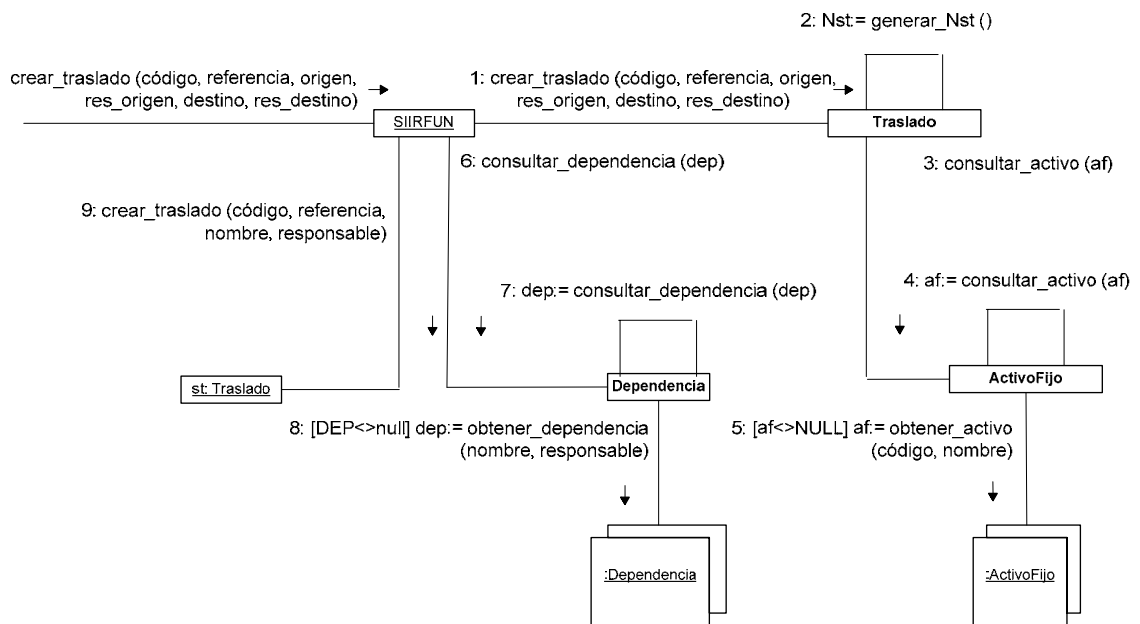 2: Nst:= generar_Nst ()
crear_traslado (código, referencia, origen,
res_origen, destino, res_destino)
1: crear_traslado (código, referencia, origen,
res_origen, destino, res_destino)
SIIRFUN
Traslado
6: consultar_dependencia (dep)
3: consultar_activo (af)
9: crear_traslado (código, referencia,
nombre, responsable)
7: dep:= consultar_dependencia (dep)
4: af:= consultar_activo (af)
st: Traslado
Dependencia
ActivoFijo
8: [DEP<>null] dep:= obtener_dependencia
(nombre, responsable)
5: [af<>NULL] af:= obtener_activo
(código, nombre)
:Dependencia
:ActivoFijo